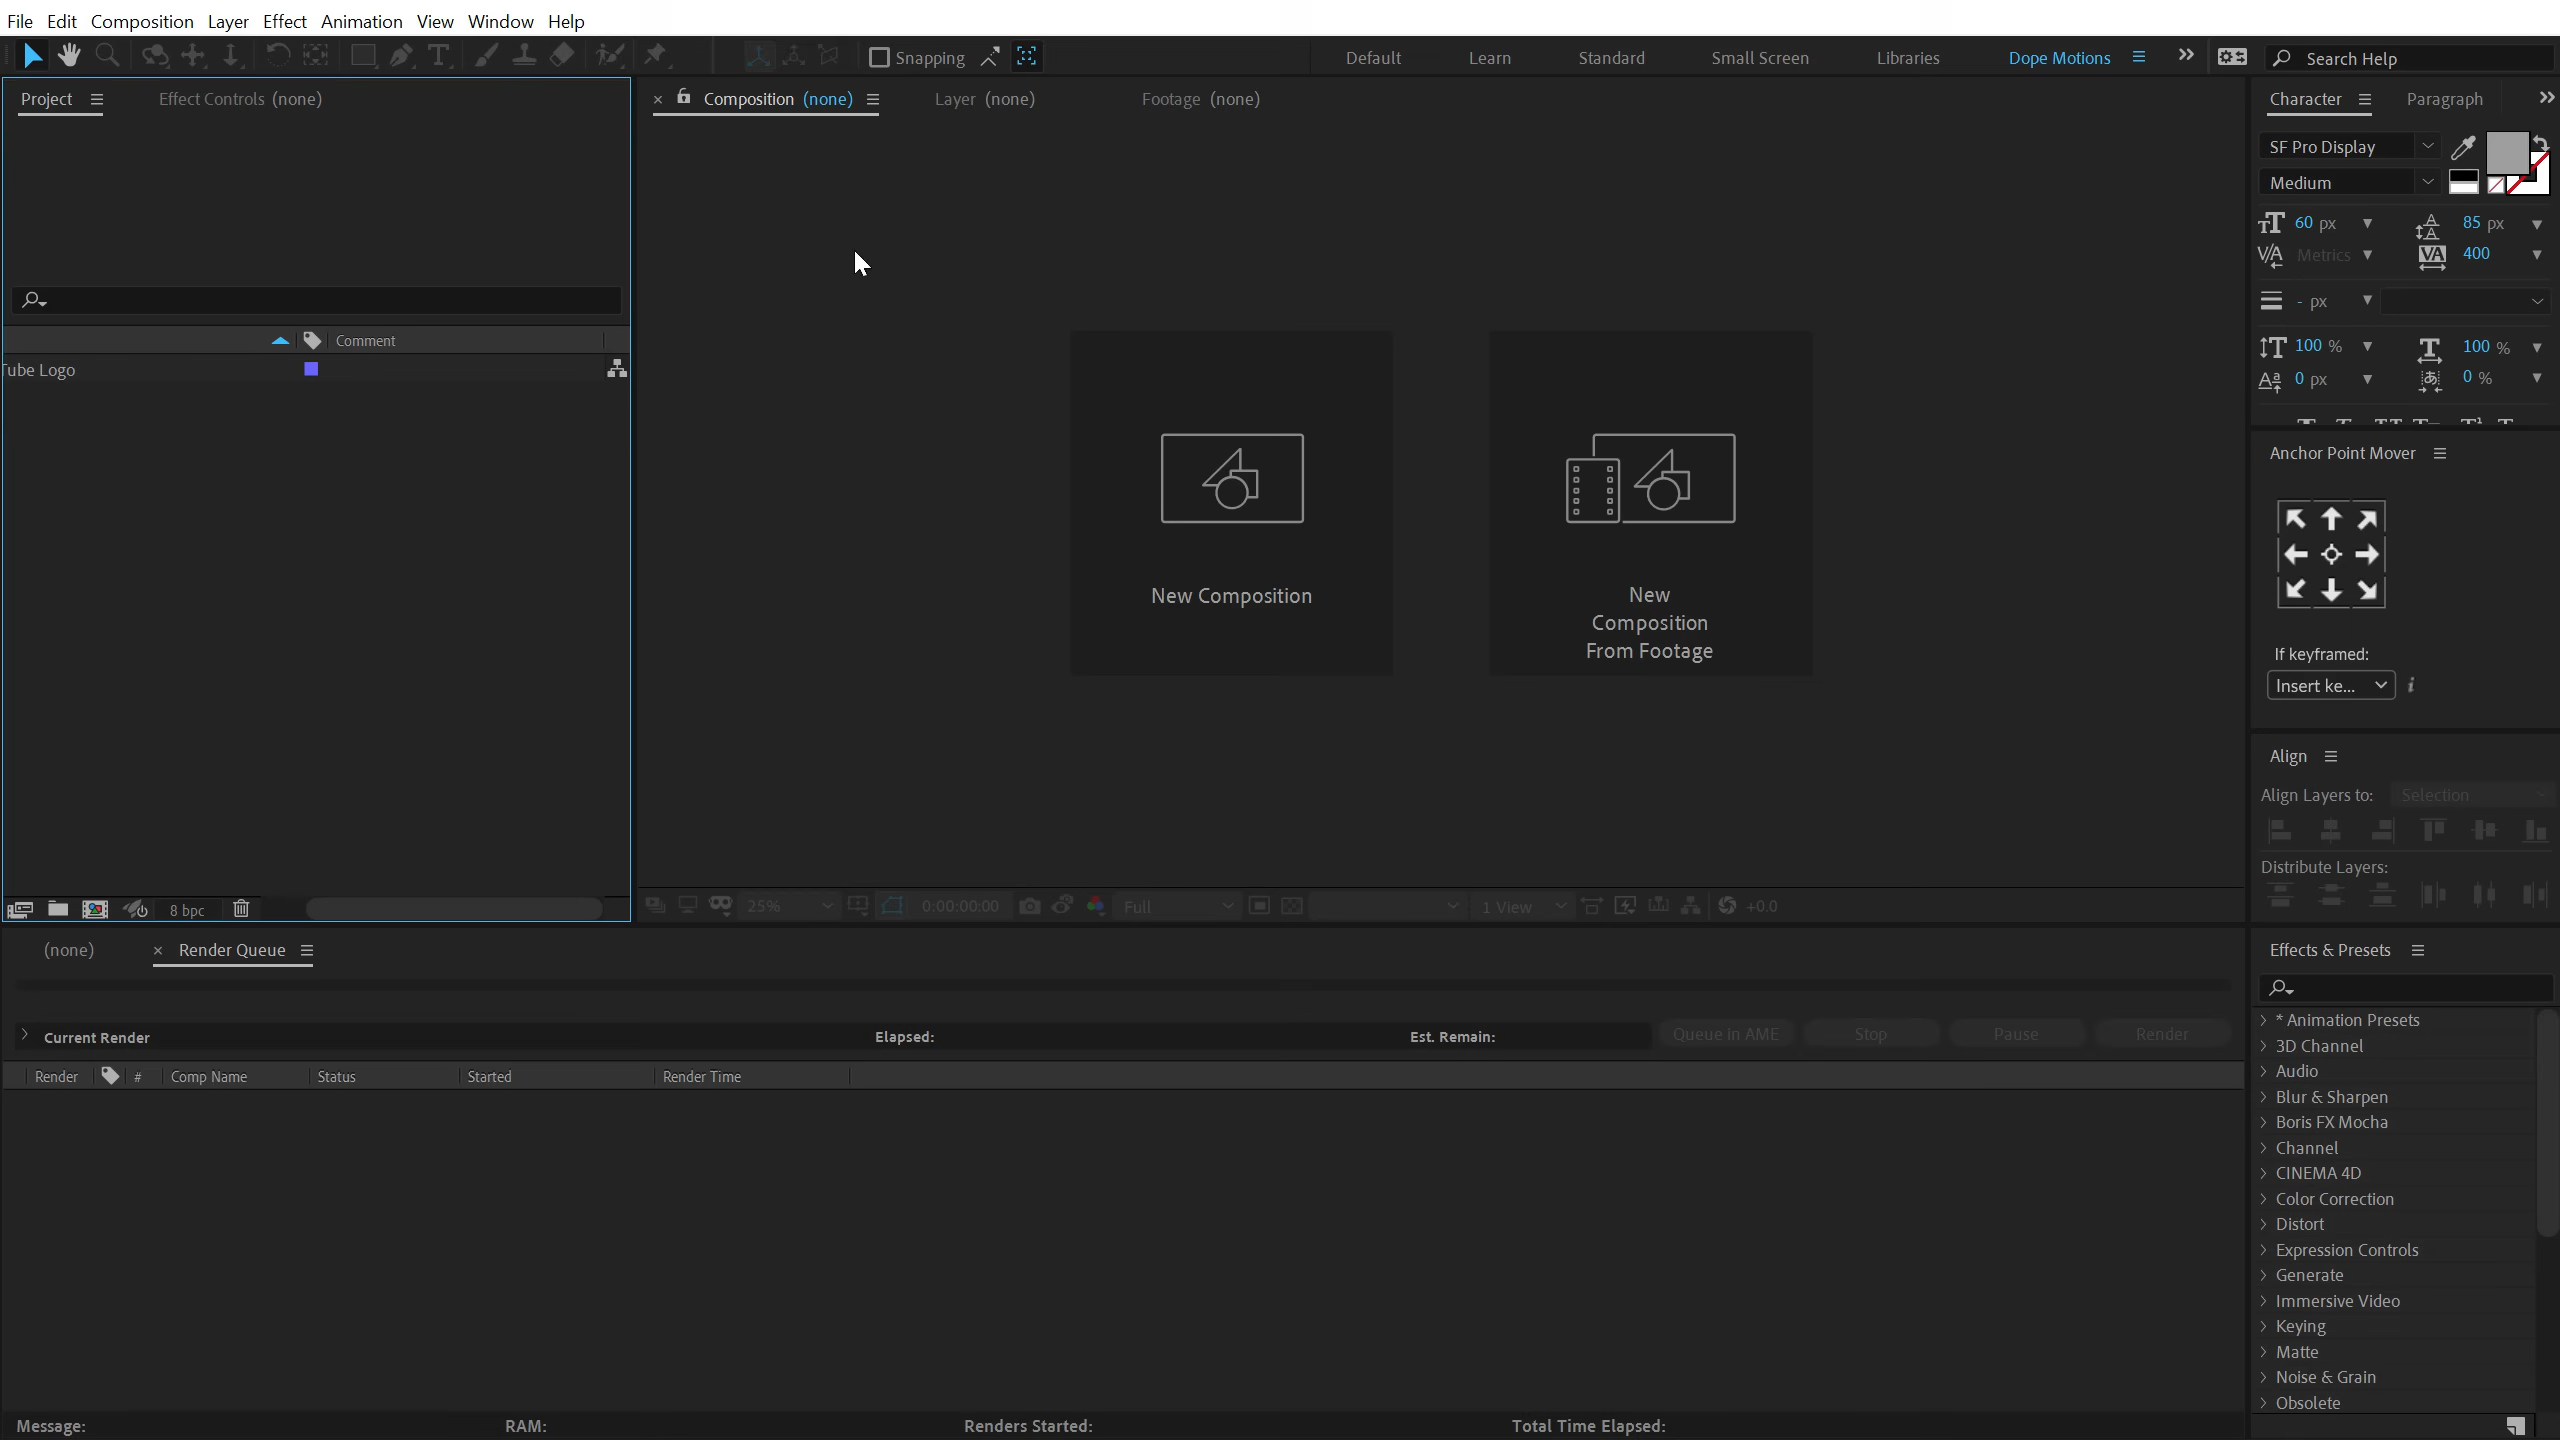 File Edit Composition Layer Effect Animation View Window Help
Snapping Default Learn Standard Small Screen Libraries Dope Motions Search Help
Project Effect Controls (none)
Composition (none) Layer (none) Footage (none)
Character Paragraph
SF Pro Display
Medium
60 px 85 px
Metrics 400
- px
100 % 100 %
0 px 0 %
Comment
Tube Logo
New Composition
New
Composition
From Footage
Anchor Point Mover
If keyframed:
Insert ke...
Align
Align Layers to: Selection
Distribute Layers:
8 bpc
25% 0:00:00:00 Full 1 View +0.0
(none) Render Queue
Current Render Elapsed: Est. Remain: Queue in AME Stop Pause Render
Render # Comp Name Status Started Render Time
Effects & Presets
* Animation Presets
3D Channel
Audio
Blur & Sharpen
Boris FX Mocha
Channel
CINEMA 4D
Color Correction
Distort
Expression Controls
Generate
Immersive Video
Keying
Matte
Noise & Grain
Obsolete
Message: RAM: Renders Started: Total Time Elapsed: